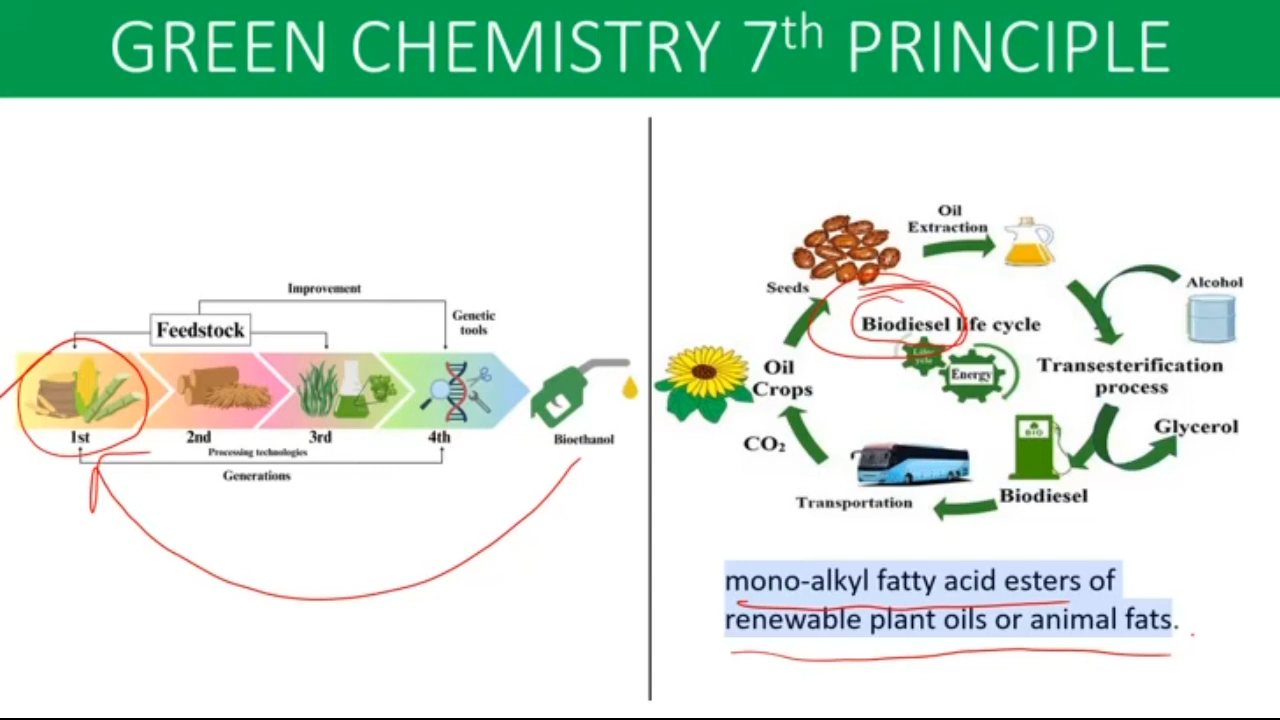 GREEN CHEMISTRY 7th PRINCIPLE
Improvement
Feedstock
Genetic
tools
1st
2nd
3rd
4th
Processing technologies
Generations
Bioethanol
Oil
Extraction
Seeds
Alcohol
Biodiesel life cycle
Energy
Oil
Crops
Transesterification
process
CO₂
Glycerol
BIO
Biodiesel
Transportation
mono-alkyl fatty acid esters of
renewable plant oils or animal fats.